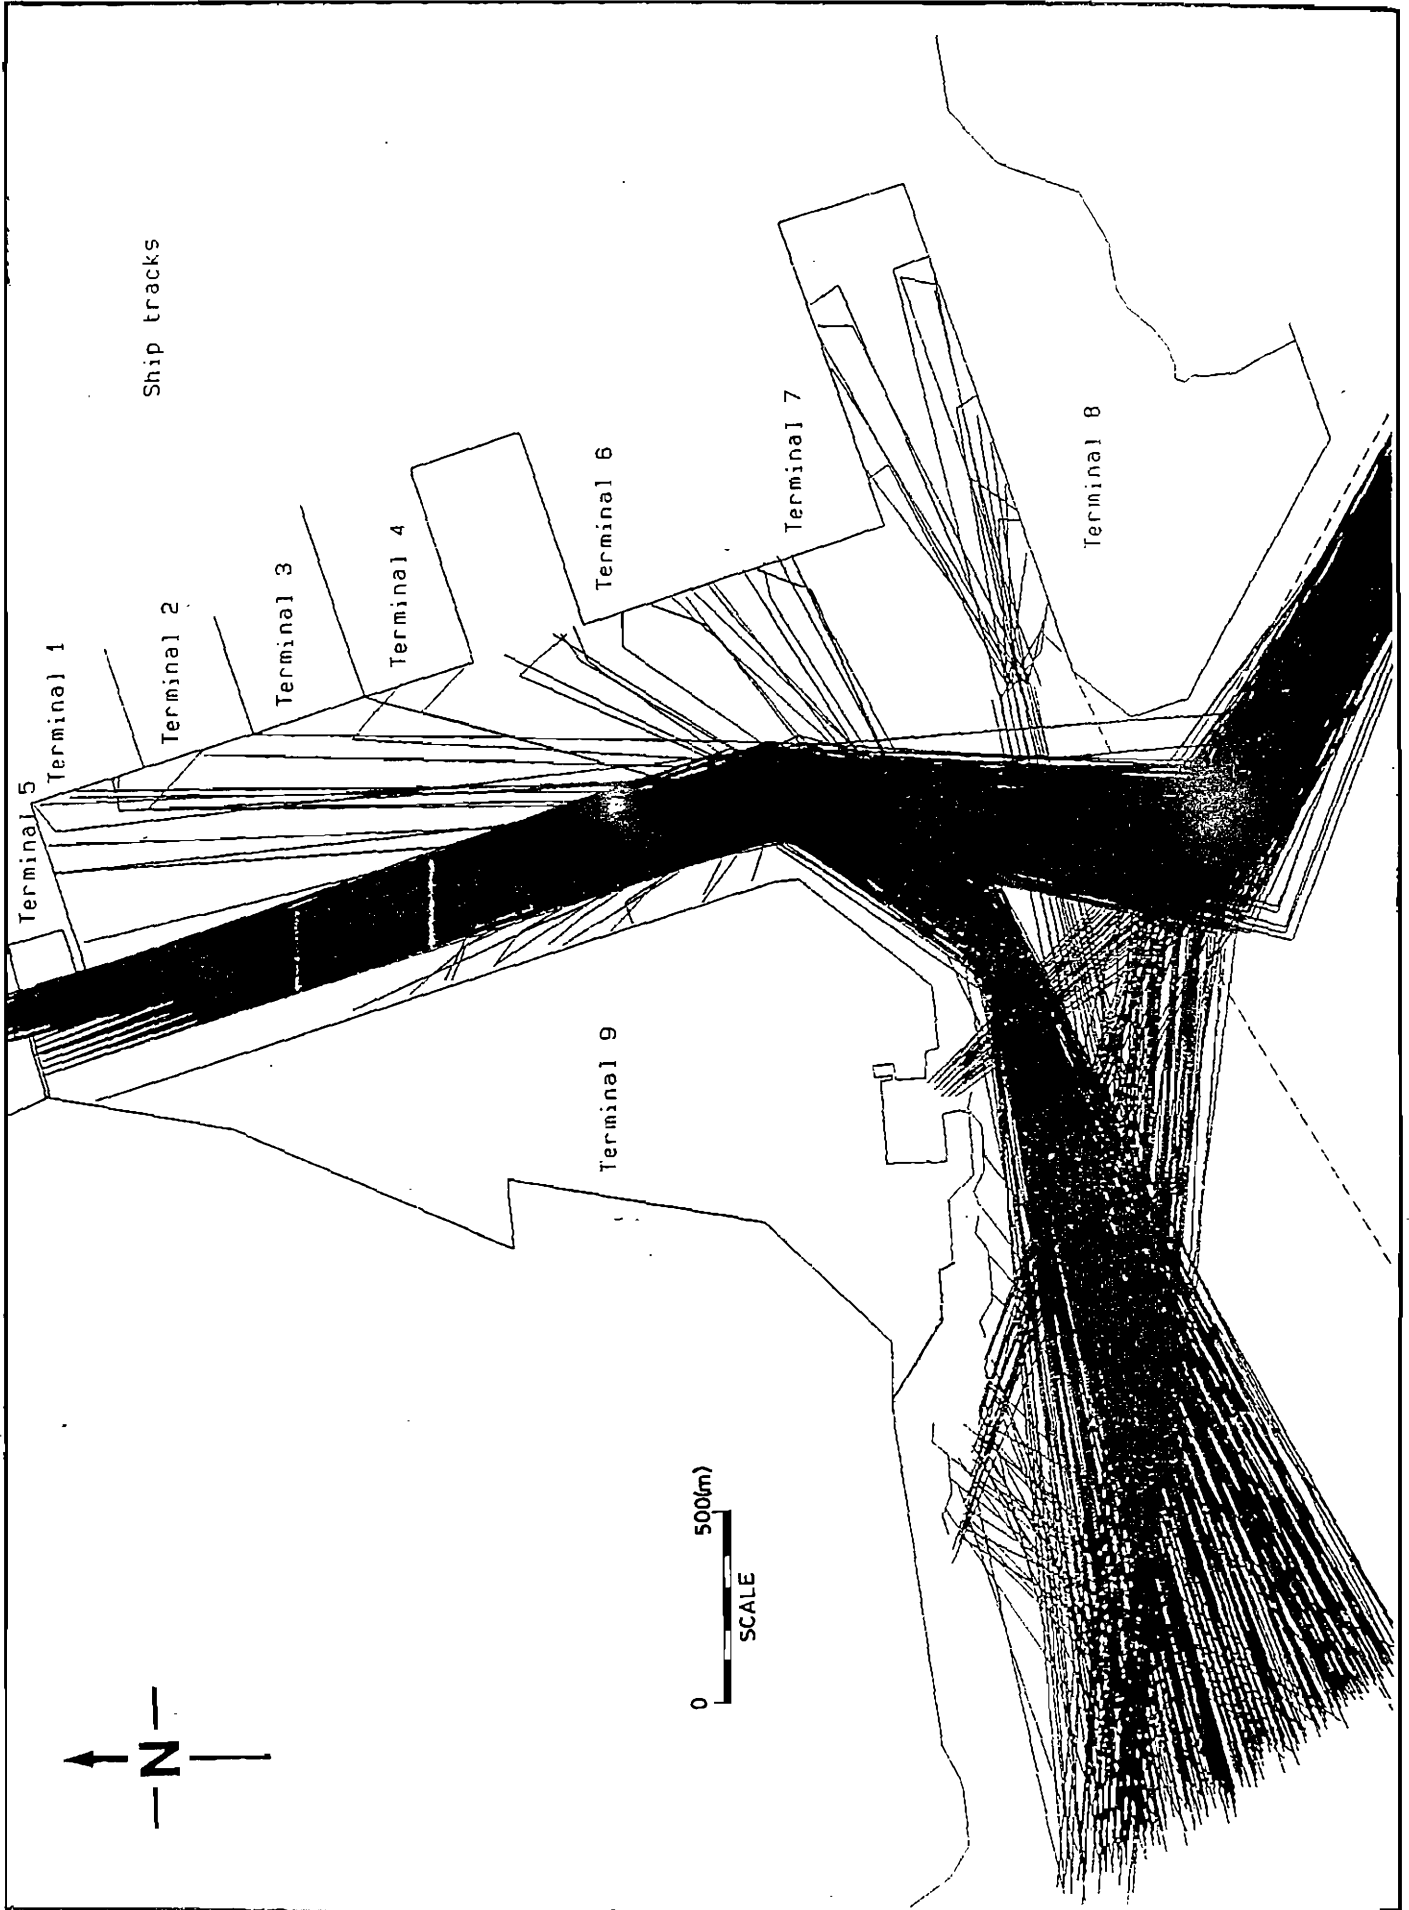 Ship tracks
Terminal 5
Terminal 1
Terminal 2
Terminal 3
Terminal 4
Terminal 6
Terminal 7
Terminal 8
Terminal 9
N
0 500(m)
SCALE